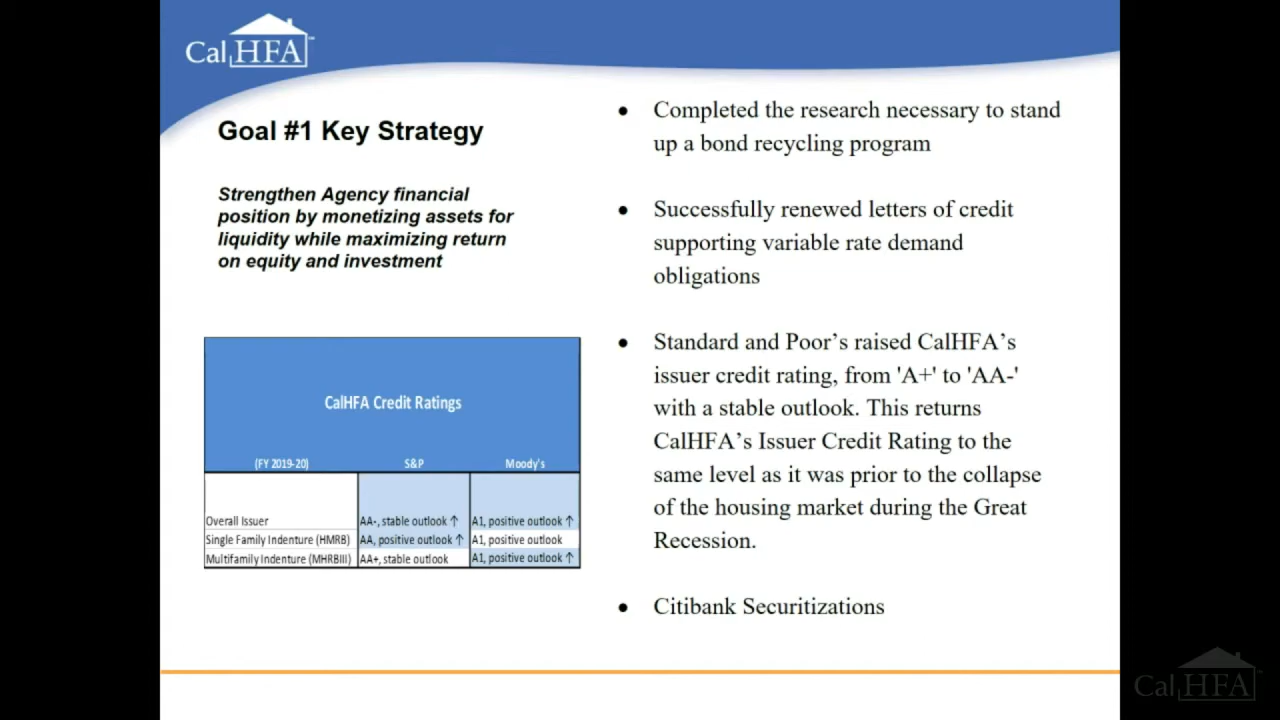 CalHFA™
Goal #1 Key Strategy
Strengthen Agency financial
position by monetizing assets for
liquidity while maximizing return
on equity and investment
CalHFA Credit Ratings
(FY 2019-20) S&P Moody's
Overall Issuer AA-, stable outlook ↑ A1, positive outlook ↑
Single Family Indenture (HMRB) AA, positive outlook ↑ A1, positive outlook
Multifamily Indenture (MHRBIII) AA+, stable outlook A1, positive outlook ↑
• Completed the research necessary to stand
up a bond recycling program
• Successfully renewed letters of credit
supporting variable rate demand
obligations
• Standard and Poor’s raised CalHFA’s
issuer credit rating, from 'A+' to 'AA-'
with a stable outlook. This returns
CalHFA’s Issuer Credit Rating to the
same level as it was prior to the collapse
of the housing market during the Great
Recession.
• Citibank Securitizations
CalHFA™